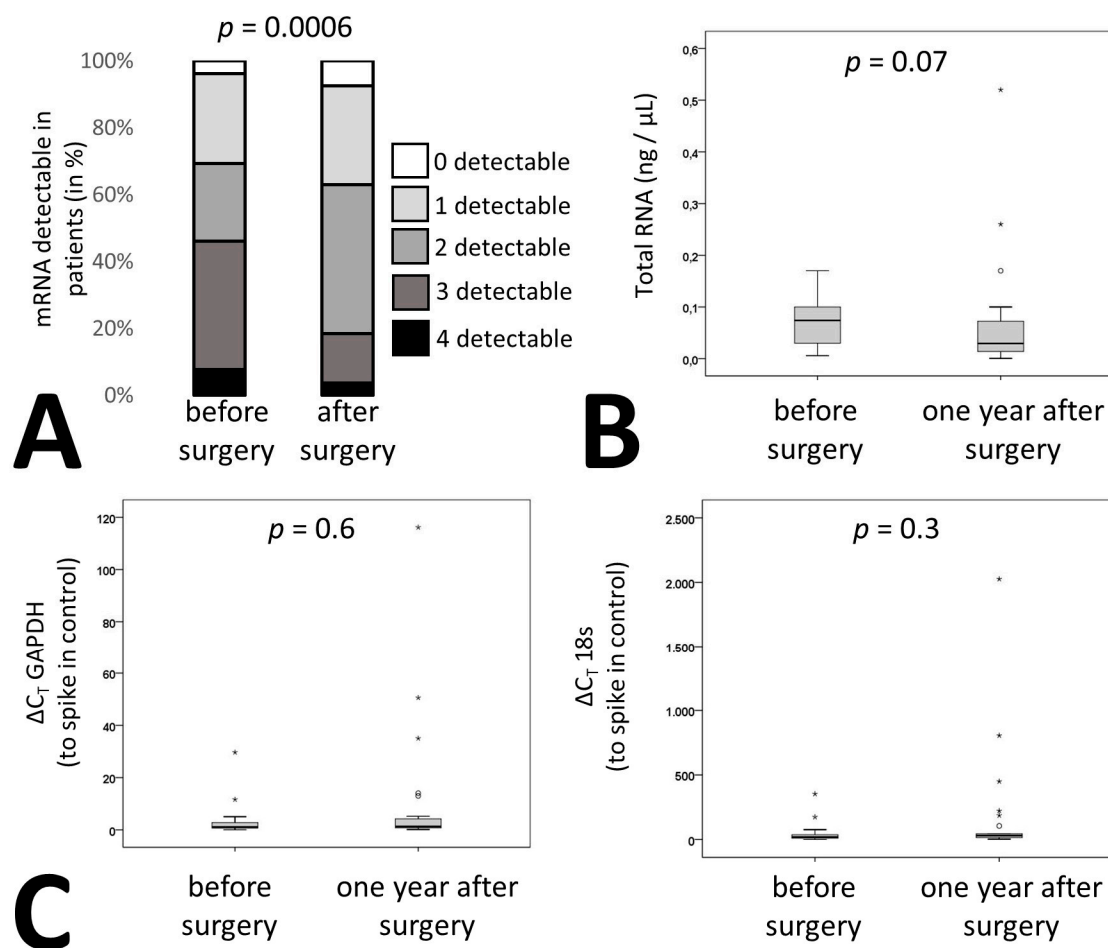 p = 0.0006
mRNA detectable in
patients (in %)
100%
80%
60%
40%
20%
0%
0 detectable
1 detectable
2 detectable
3 detectable
4 detectable
before
surgery
after
surgery
A
p = 0.07
Total RNA (ng / µL)
0,6
0,5
0,4
0,3
0,2
0,1
0,0
before
surgery
one year after
surgery
B
p = 0.6
ΔCT GAPDH
(to spike in control)
120
100
80
60
40
20
0
before
surgery
one year after
surgery
C
p = 0.3
ΔCT 18s
(to spike in control)
2.500
2.000
1.500
1.000
500
0
before
surgery
one year after
surgery